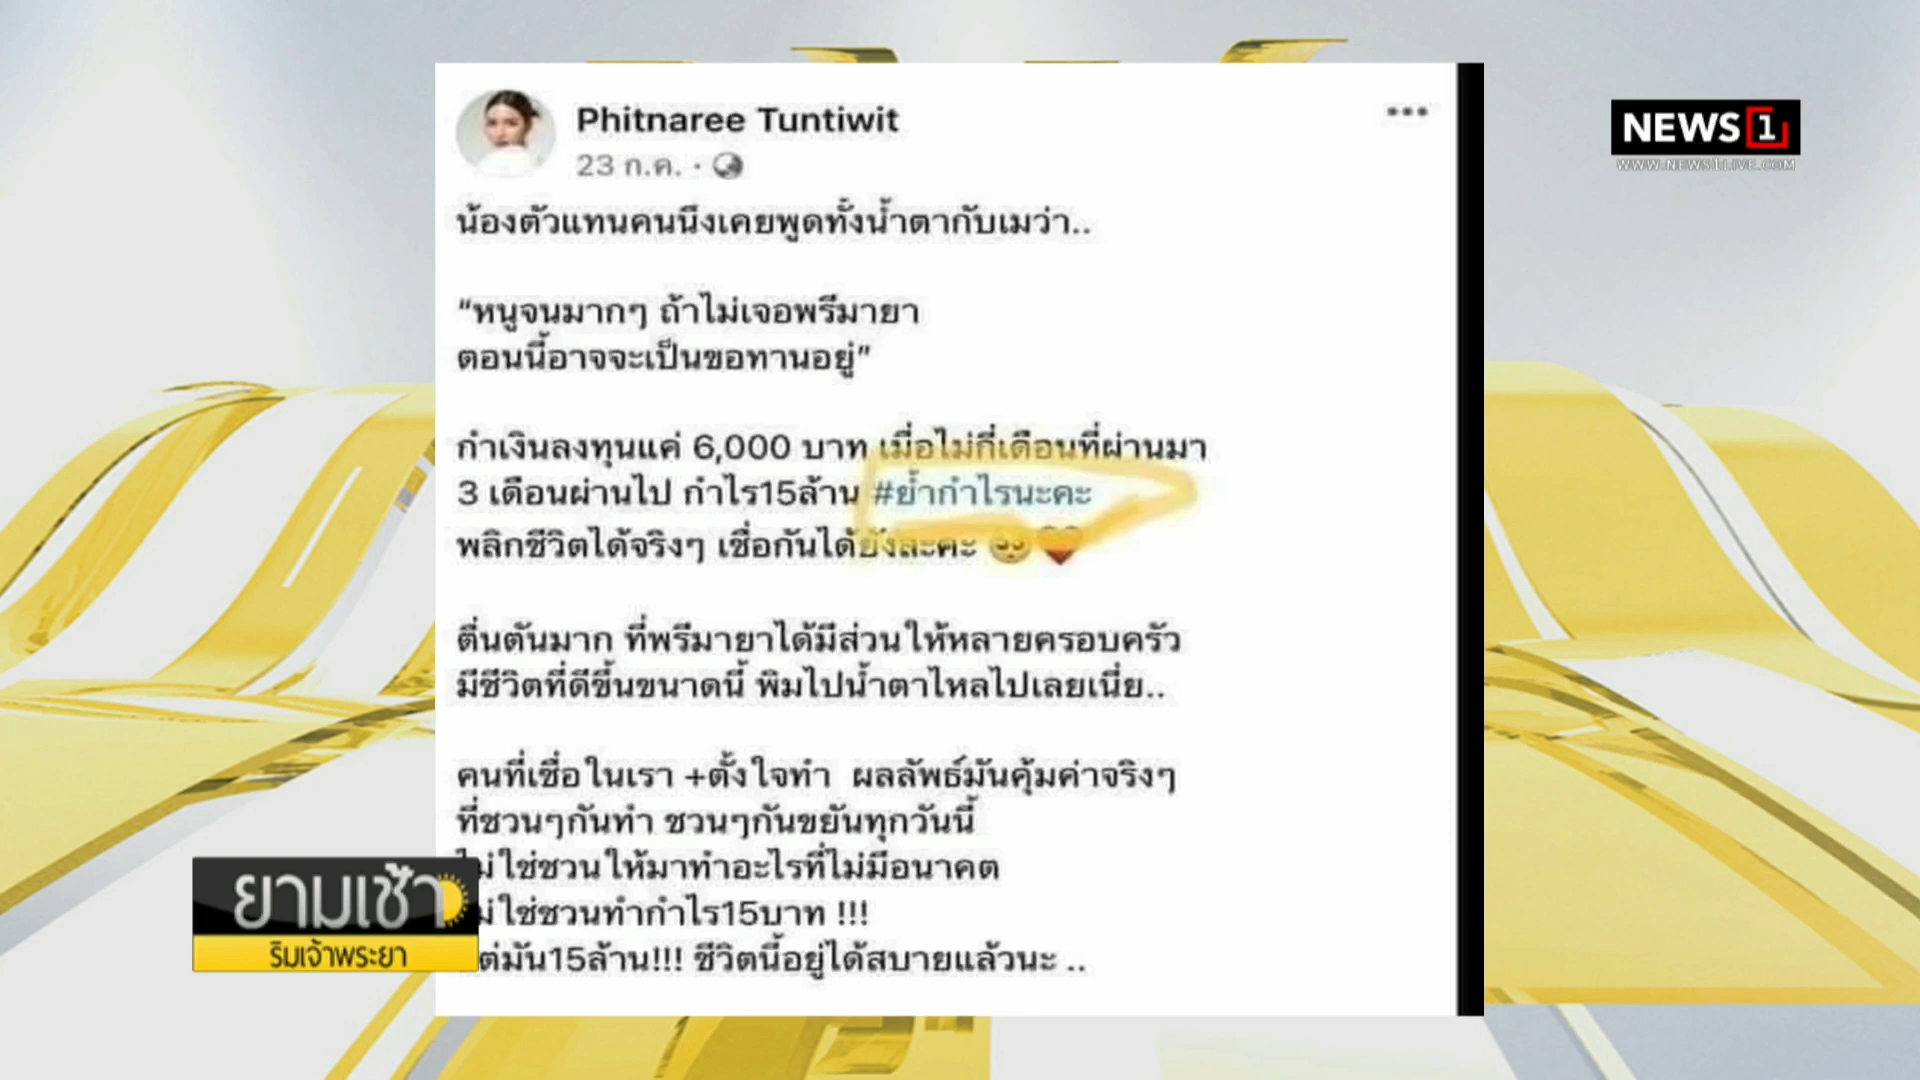 Phitnaree Tuntiwit
23 ก.ค. ·
น้องตัวแทนคนนึงเคยพูดทั้งน้ำตากับเมว่า..
“หนูจนมากๆ ถ้าไม่เจอพรีมายา
ตอนนี้อาจจะเป็นขอทานอยู่”
กำเงินลงทุนแค่ 6,000 บาท เมื่อไม่กี่เดือนที่ผ่านมา
3 เดือนผ่านไป กำไร15ล้าน #ย้ำกำไรนะคะ
พลิกชีวิตได้จริงๆ เชื่อกันได้ยังละคะ 🥺❤️
ตื่นตันมาก ที่พรีมายาได้มีส่วนให้หลายครอบครัว
มีชีวิตที่ดีขึ้นขนาดนี้ พิมไปน้ำตาไหลไปเลยเนี่ย..
คนที่เชื่อในเรา +ตั้งใจทำ ผลลัพธ์มันคุ้มค่าจริงๆ
ที่ชวนๆกันทำ ชวนๆกันขยันทุกวันนี้
ไม่ใช่ชวนให้มาทำอะไรที่ไม่มีอนาคต
ไม่ใช่ชวนทำกำไร15บาท !!!
แต่มัน15ล้าน!!! ชีวิตนี้อยู่ได้สบายแล้วนะ ..
NEWS 1
WWW.NEWS1LIVE.COM
ยามเช้า
ริมเจ้าพระยา